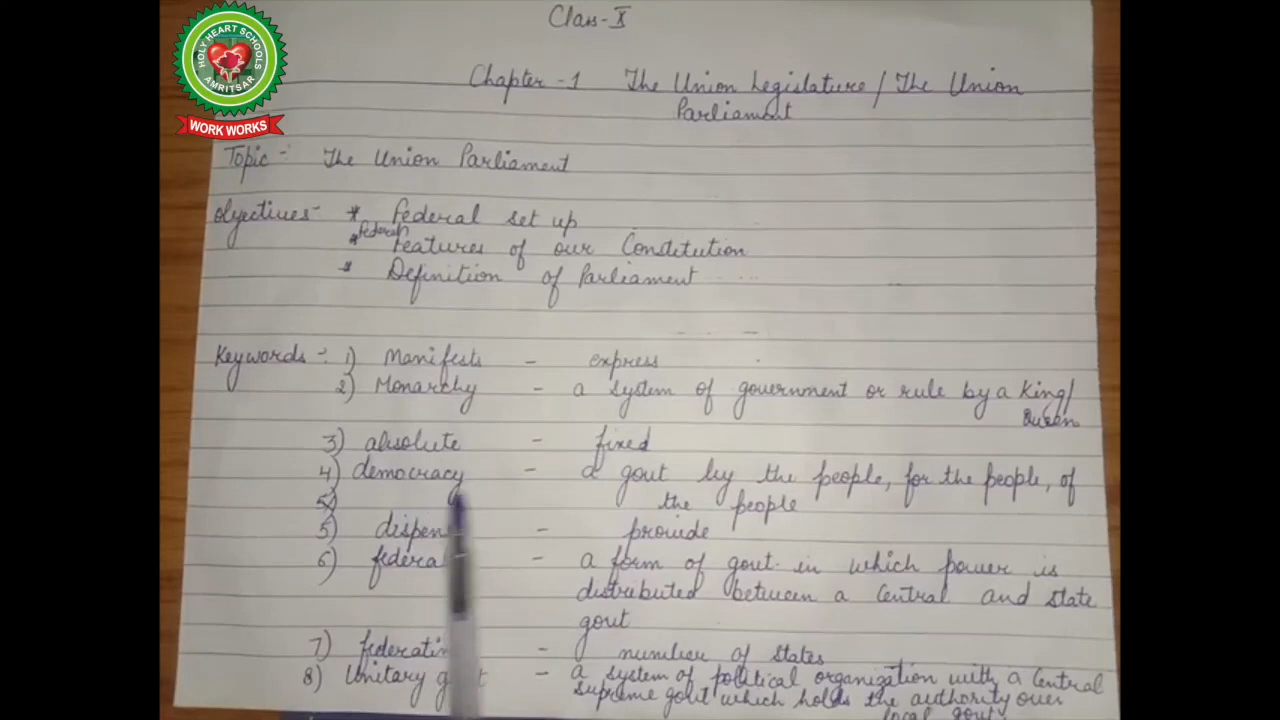 HOLY HEART SCHOOLS
AMRITSAR
WORK WORKS
Class-X
Chapter-1 The Union Legislature / The Union
Parliament
Topic:- The Union Parliament
Objectives- * Federal set up
* federal Features of our Constitution
* Definition of Parliament
Keywords:- 1) Manifests - express
2) Monarchy - a system of government or rule by a King/
Queen
3) absolute - fixed
4) democracy - a govt by the people, for the people, of
5) the people
5) dispen - provide
6) federa - a form of govt. in which power is
distributed between a Central and state
govt
7) federatin - number of states
8) Unitary g t - a system of political organization with a Central
supreme govt which holds the authority over
local govt